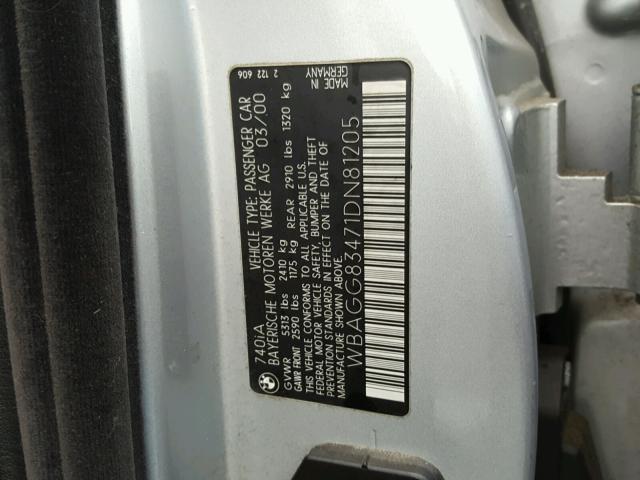 740iA VEHICLE TYPE: PASSENGER CAR
BAYERISCHE MOTOREN WERKE AG 03/00
GVWR 5313 lbs 2410 kg
GAWR FRONT 2590 lbs 1175 kg REAR 2910 lbs 1320 kg
THIS VEHICLE CONFORMS TO ALL APPLICABLE U.S.
FEDERAL MOTOR VEHICLE SAFETY, BUMPER AND THEFT
PREVENTION STANDARDS IN EFFECT ON THE DATE OF
MANUFACTURE SHOWN ABOVE.
WBAGG83471DN81205
2 122 606
MADE IN
GERMANY